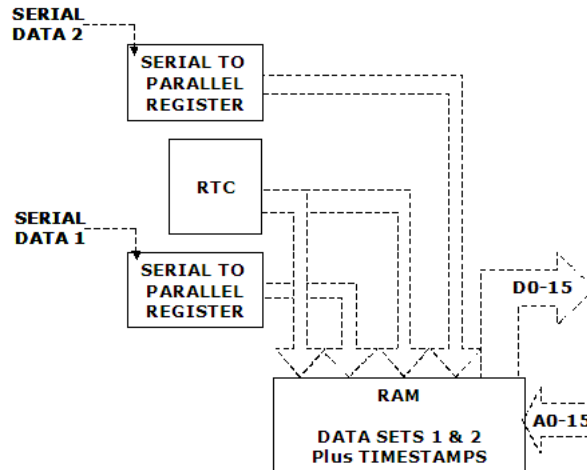 SERIAL
DATA 2
SERIAL TO
PARALLEL
REGISTER
RTC
SERIAL
DATA 1
SERIAL TO
PARALLEL
REGISTER
D0-15
RAM
A0-15
DATA SETS 1 & 2
Plus TIMESTAMPS